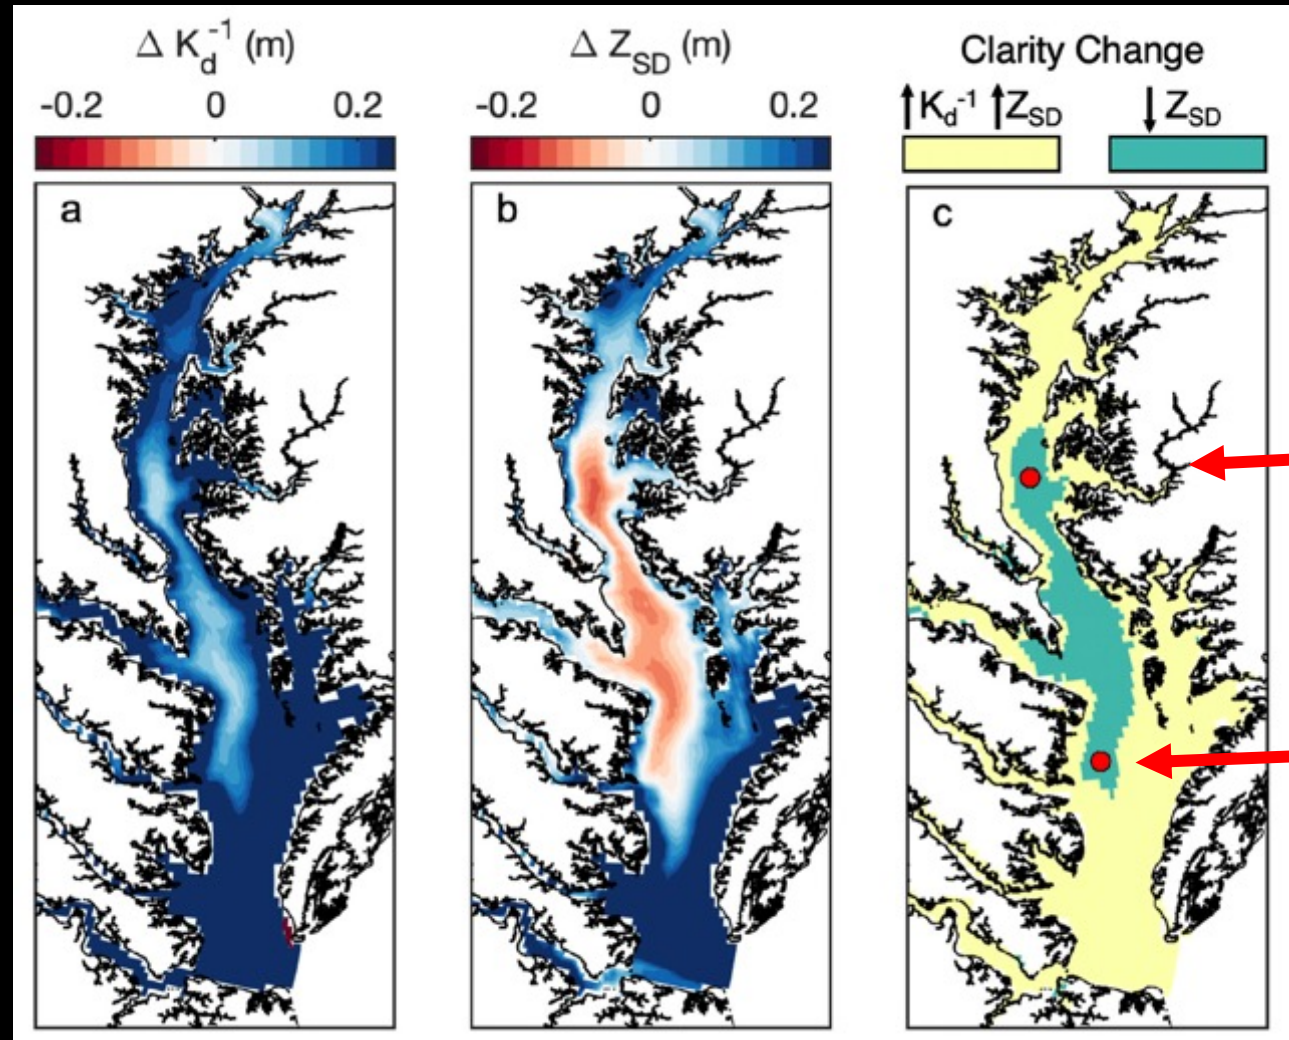 Δ K_d^-1 (m)
-0.2 0 0.2
a
Δ Z_SD (m)
-0.2 0 0.2
b
Clarity Change
↑K_d^-1 ↑Z_SD ↓ Z_SD
c